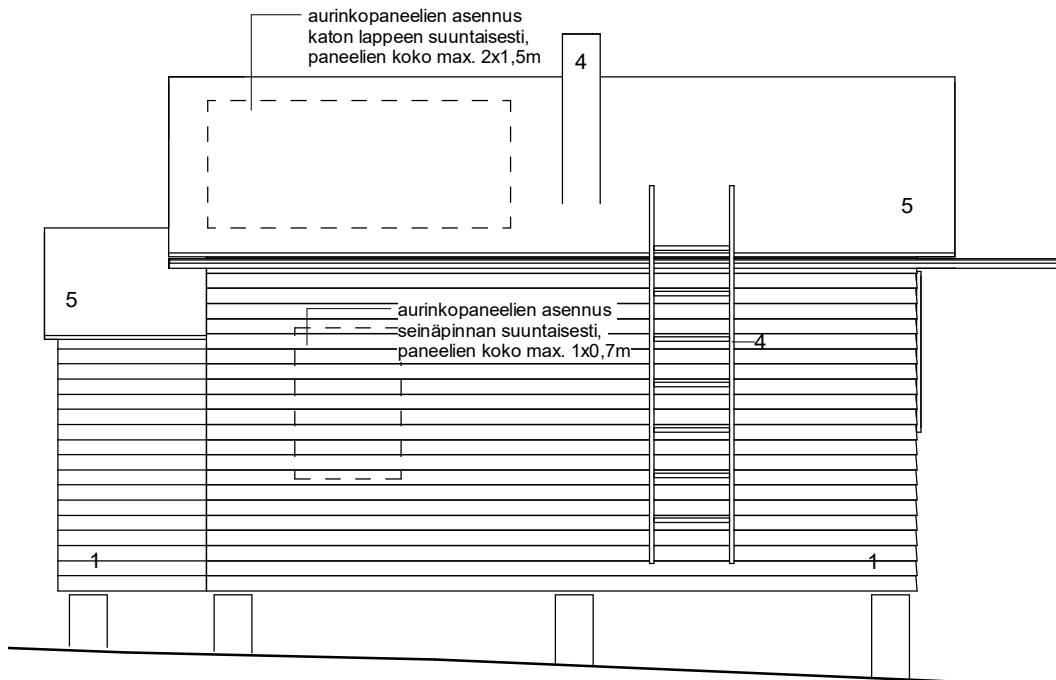 aurinkopaneelien asennus
katon lappeen suuntaisesti,
paneelien koko max. 2x1,5m
4
5
5
aurinkopaneelien asennus
seinäpinnan suuntaisesti,
paneelien koko max. 1x0,7m
4
1
1